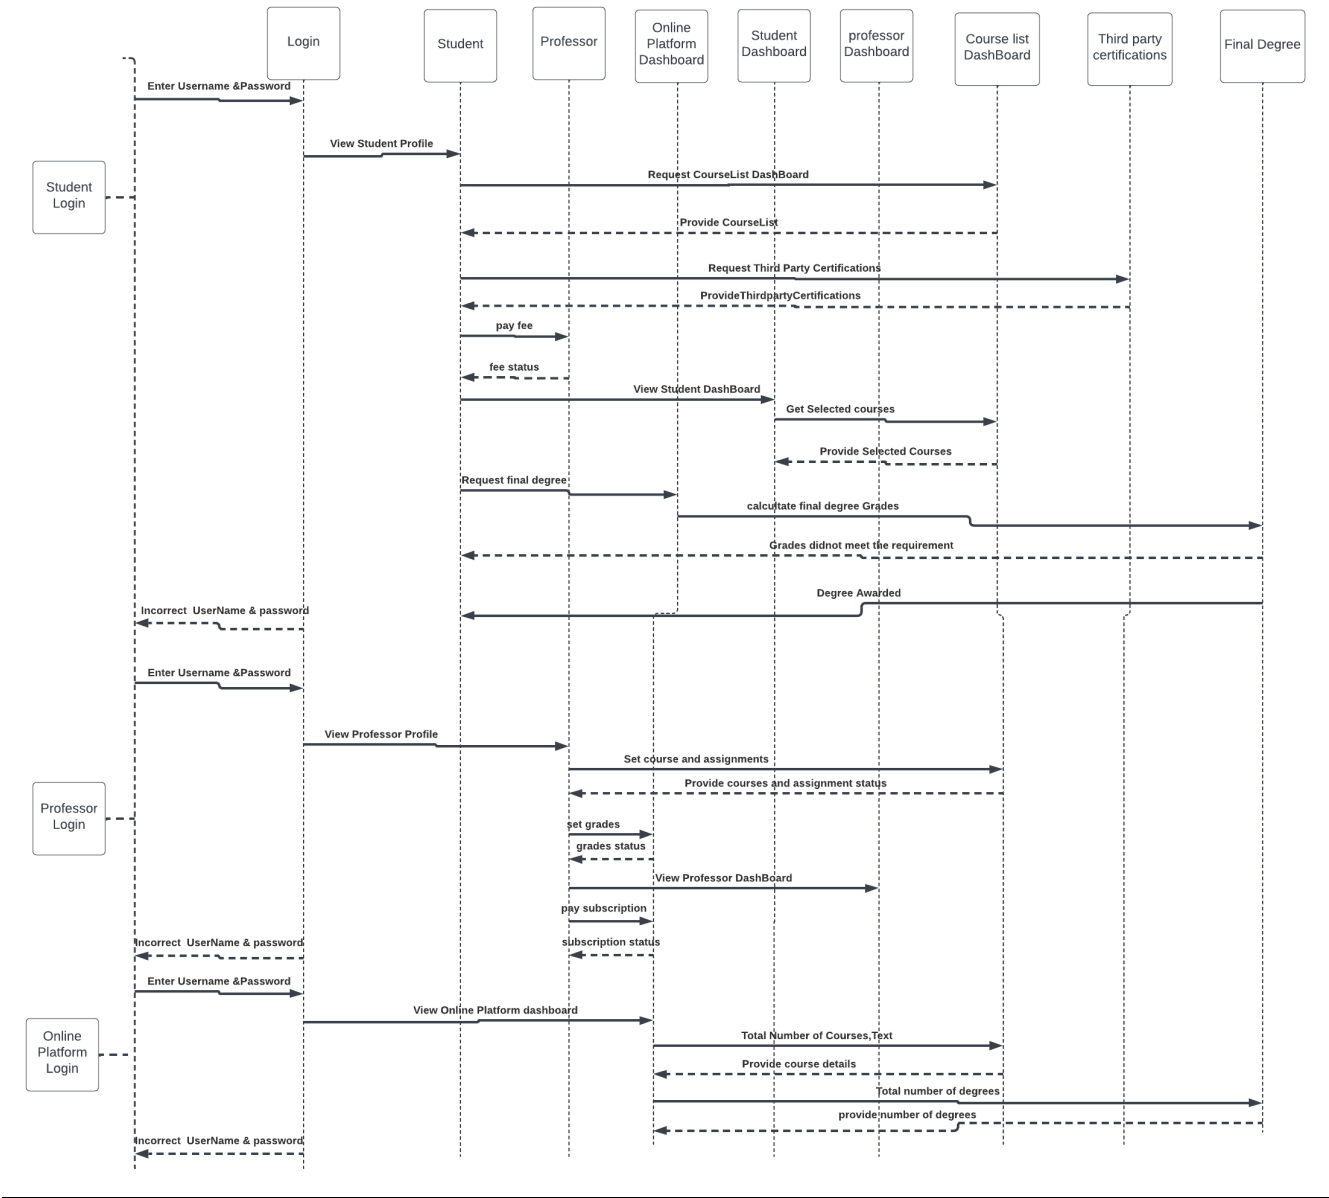 Login
Student
Professor
Online
Platform
Dashboard
Student
Dashboard
professor
Dashboard
Course list
DashBoard
Third party
certifications
Final Degree
Enter Username &Password
View Student Profile
Request CourseList DashBoard
Student
Login
Provide CourseList
Request Third Party Certifications
ProvideThirdpartyCertifications
pay fee
fee status
View Student DashBoard
Get Selected courses
Provide Selected Courses
Request final degree
calcultate final degree Grades
Grades didnot meet the requirement
Degree Awarded
Incorrect UserName & password
Enter Username &Password
View Professor Profile
Set course and assignments
Provide courses and assignment status
Professor
Login
set grades
grades status
View Professor DashBoard
pay subscription
subscription status
Incorrect UserName & password
Enter Username &Password
View Online Platform dashboard
Online
Platform
Login
Total Number of Courses,Text
Provide course details
Total number of degrees
provide number of degrees
Incorrect UserName & password